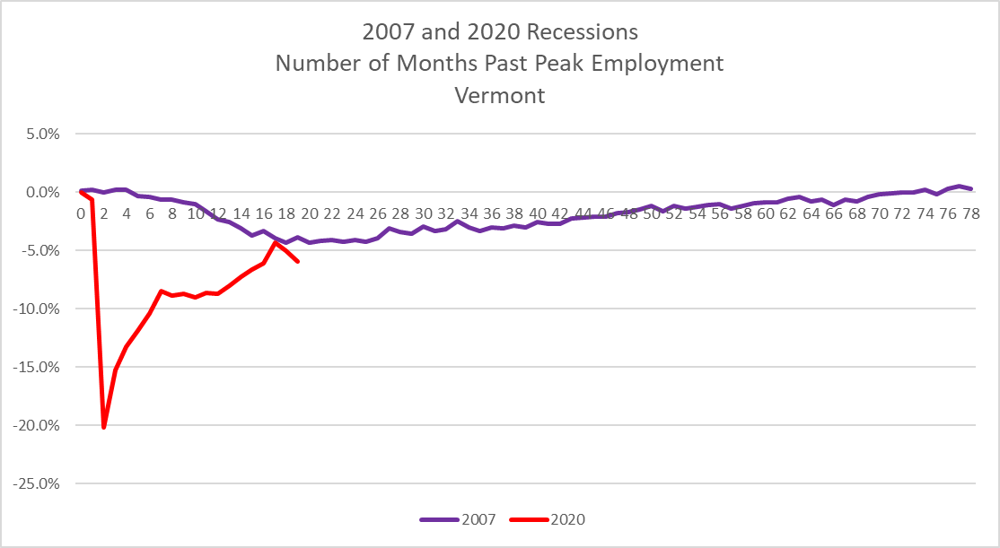 2007 and 2020 Recessions
Number of Months Past Peak Employment
Vermont
5.0%
0.0%
0 2 4 6 8 10 12 14 16 18 20 22 24 26 28 30 32 34 36 38 40 42 44 46 48 50 52 54 56 58 60 62 64 66 68 70 72 74 76 78
-5.0%
-10.0%
-15.0%
-20.0%
-25.0%
2007 2020